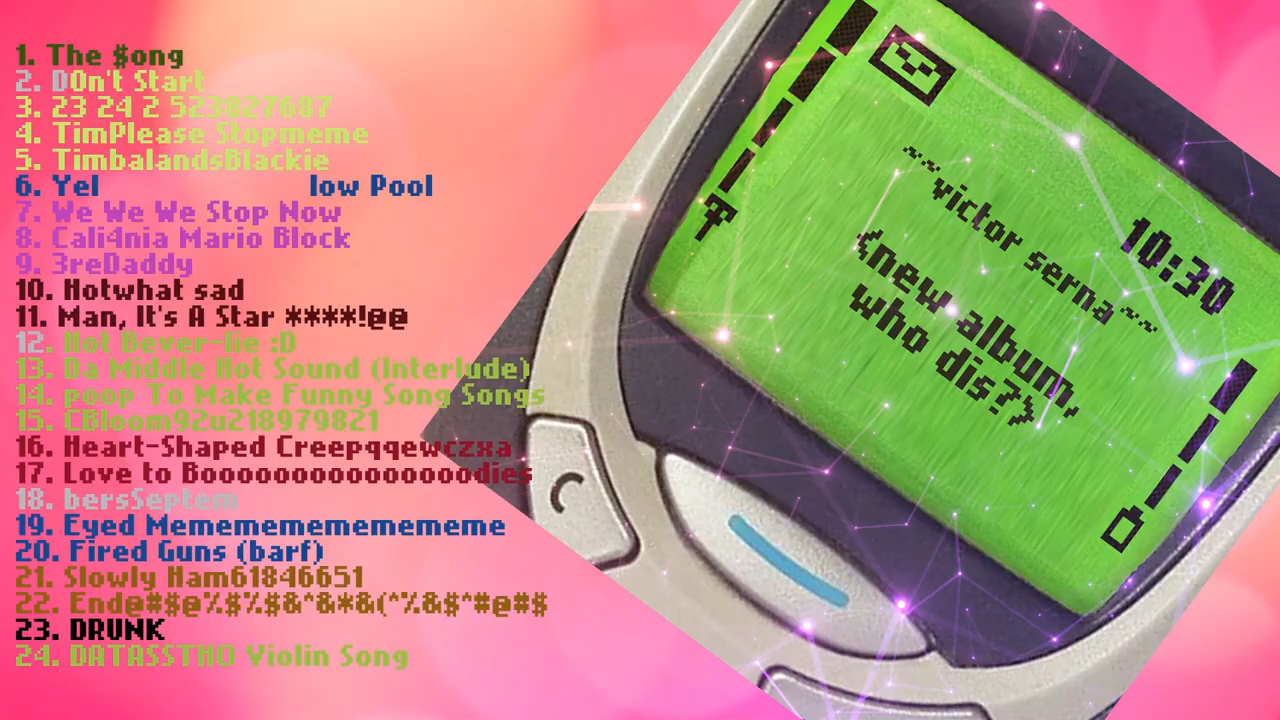 1. The $ong
2. DOn't Start
3. 23 24 2 523827687
4. TimPlease Stopmeme
5. TimbalandsBlackie
6. Yel low Pool
7. We We We Stop Now
8. Cali4nia Mario Block
9. 3reDaddy
10. Hotwhat sad
11. Man, It's A Star ****!@@
12. Hot Bever-lie :D
13. Da Middle Hot Sound (Interlude)
14. poop To Make Funny Song Songs
15. CBloom92u218979821
16. Heart-Shaped Creepqqewczxa
17. Love to Booooooooooooooodies
18. bersSeptem
19. Eyed Mememememememememe
20. Fired Guns (barf)
21. Slowly Ham61846651
22. End@#$@%$%$&^&*&(^%&$^#@#$
23. DRUNK
24. DATASSTHO Violin Song
10:30
~~victor serna~~
(new album,
who dis?)